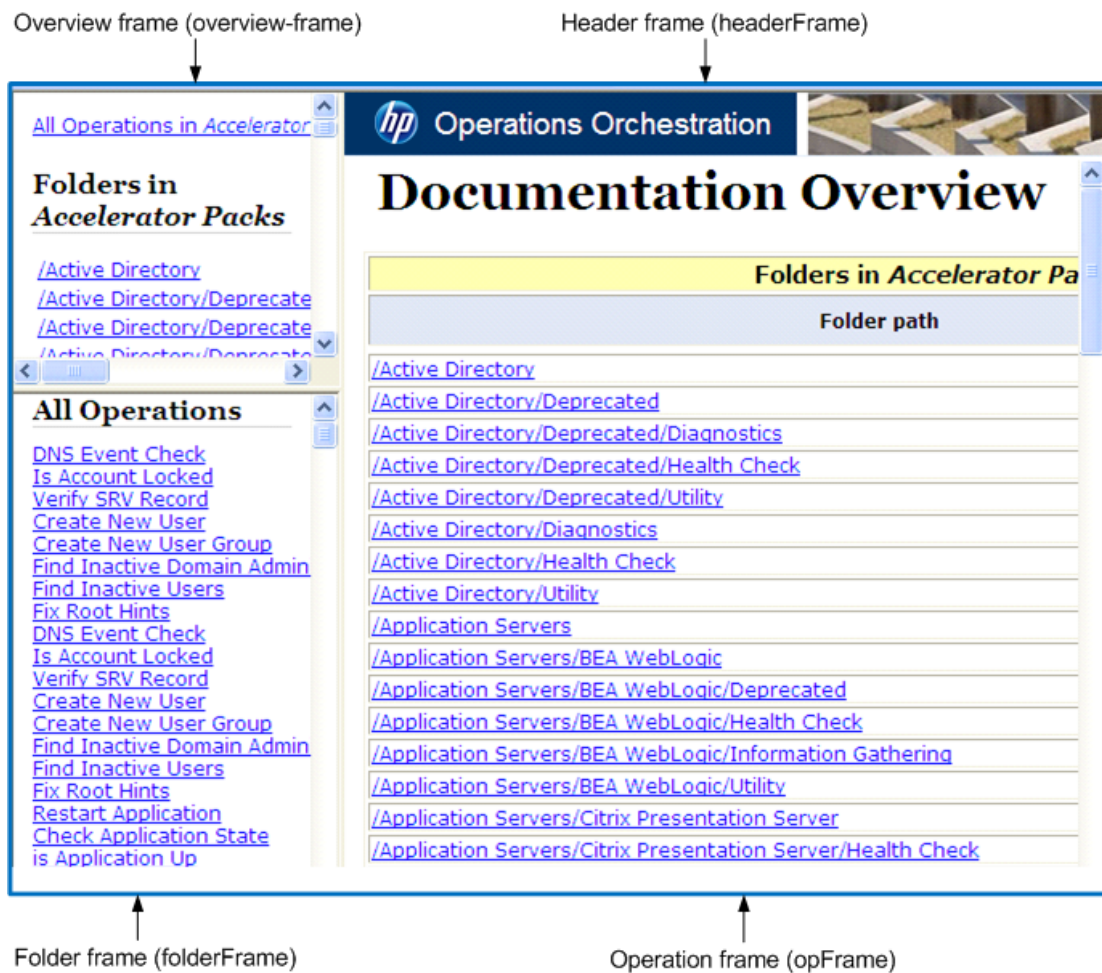 Overview frame (overview-frame)
Header frame (headerFrame)
All Operations in Accelerator
Folders in
Accelerator Packs
/Active Directory
/Active Directory/Deprecate
/Active Directory/Deprecate
/Active Directory/Deprecate
All Operations
DNS Event Check
Is Account Locked
Verify SRV Record
Create New User
Create New User Group
Find Inactive Domain Admin
Find Inactive Users
Fix Root Hints
DNS Event Check
Is Account Locked
Verify SRV Record
Create New User
Create New User Group
Find Inactive Domain Admin
Find Inactive Users
Fix Root Hints
Restart Application
Check Application State
is Application Up
hp Operations Orchestration
Documentation Overview
Folders in Accelerator Pa
Folder path
/Active Directory
/Active Directory/Deprecated
/Active Directory/Deprecated/Diagnostics
/Active Directory/Deprecated/Health Check
/Active Directory/Deprecated/Utility
/Active Directory/Diagnostics
/Active Directory/Health Check
/Active Directory/Utility
/Application Servers
/Application Servers/BEA WebLogic
/Application Servers/BEA WebLogic/Deprecated
/Application Servers/BEA WebLogic/Health Check
/Application Servers/BEA WebLogic/Information Gathering
/Application Servers/BEA WebLogic/Utility
/Application Servers/Citrix Presentation Server
/Application Servers/Citrix Presentation Server/Health Check
Folder frame (folderFrame)
Operation frame (opFrame)